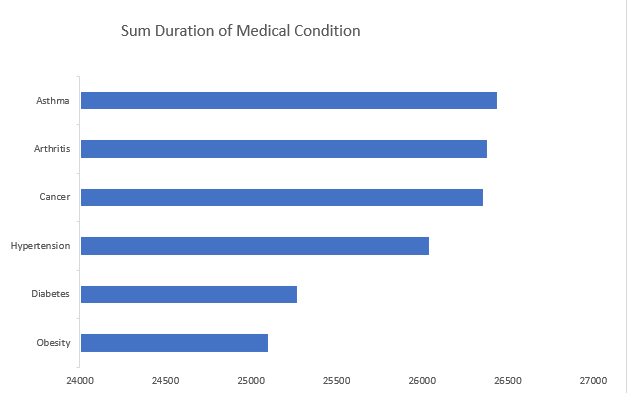 Sum Duration of Medical Condition
Asthma
Arthritis
Cancer
Hypertension
Diabetes
Obesity
24000 24500 25000 25500 26000 26500 27000